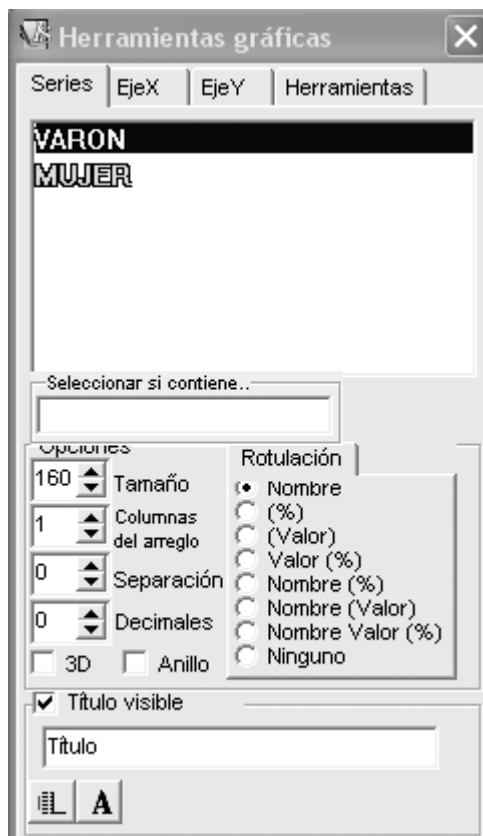 Herramientas gráficas
Series EjeX EjeY Herramientas
VARON
MUJER
Seleccionar si contiene..
Opciones
Rotulación
160 Tamaño
1 Columnas del arreglo
0 Separación
0 Decimales
3D Anillo
Nombre
(%)
(Valor)
Valor (%)
Nombre (%)
Nombre (Valor)
Nombre Valor (%)
Ninguno
Título visible
Título
A